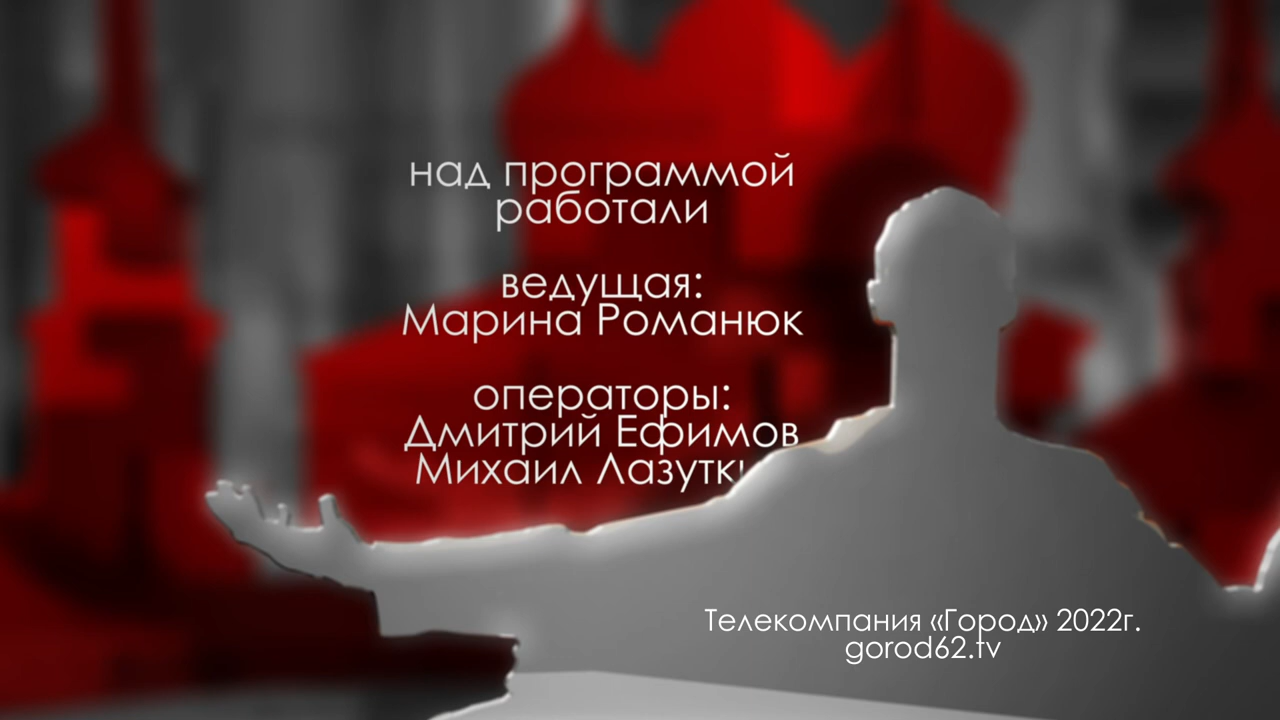 над программой
работали
ведущая:
Марина Романюк
операторы:
Дмитрий Ефимов
Михаил
Телекомпания «Город» 2022г.
gorod62.tv